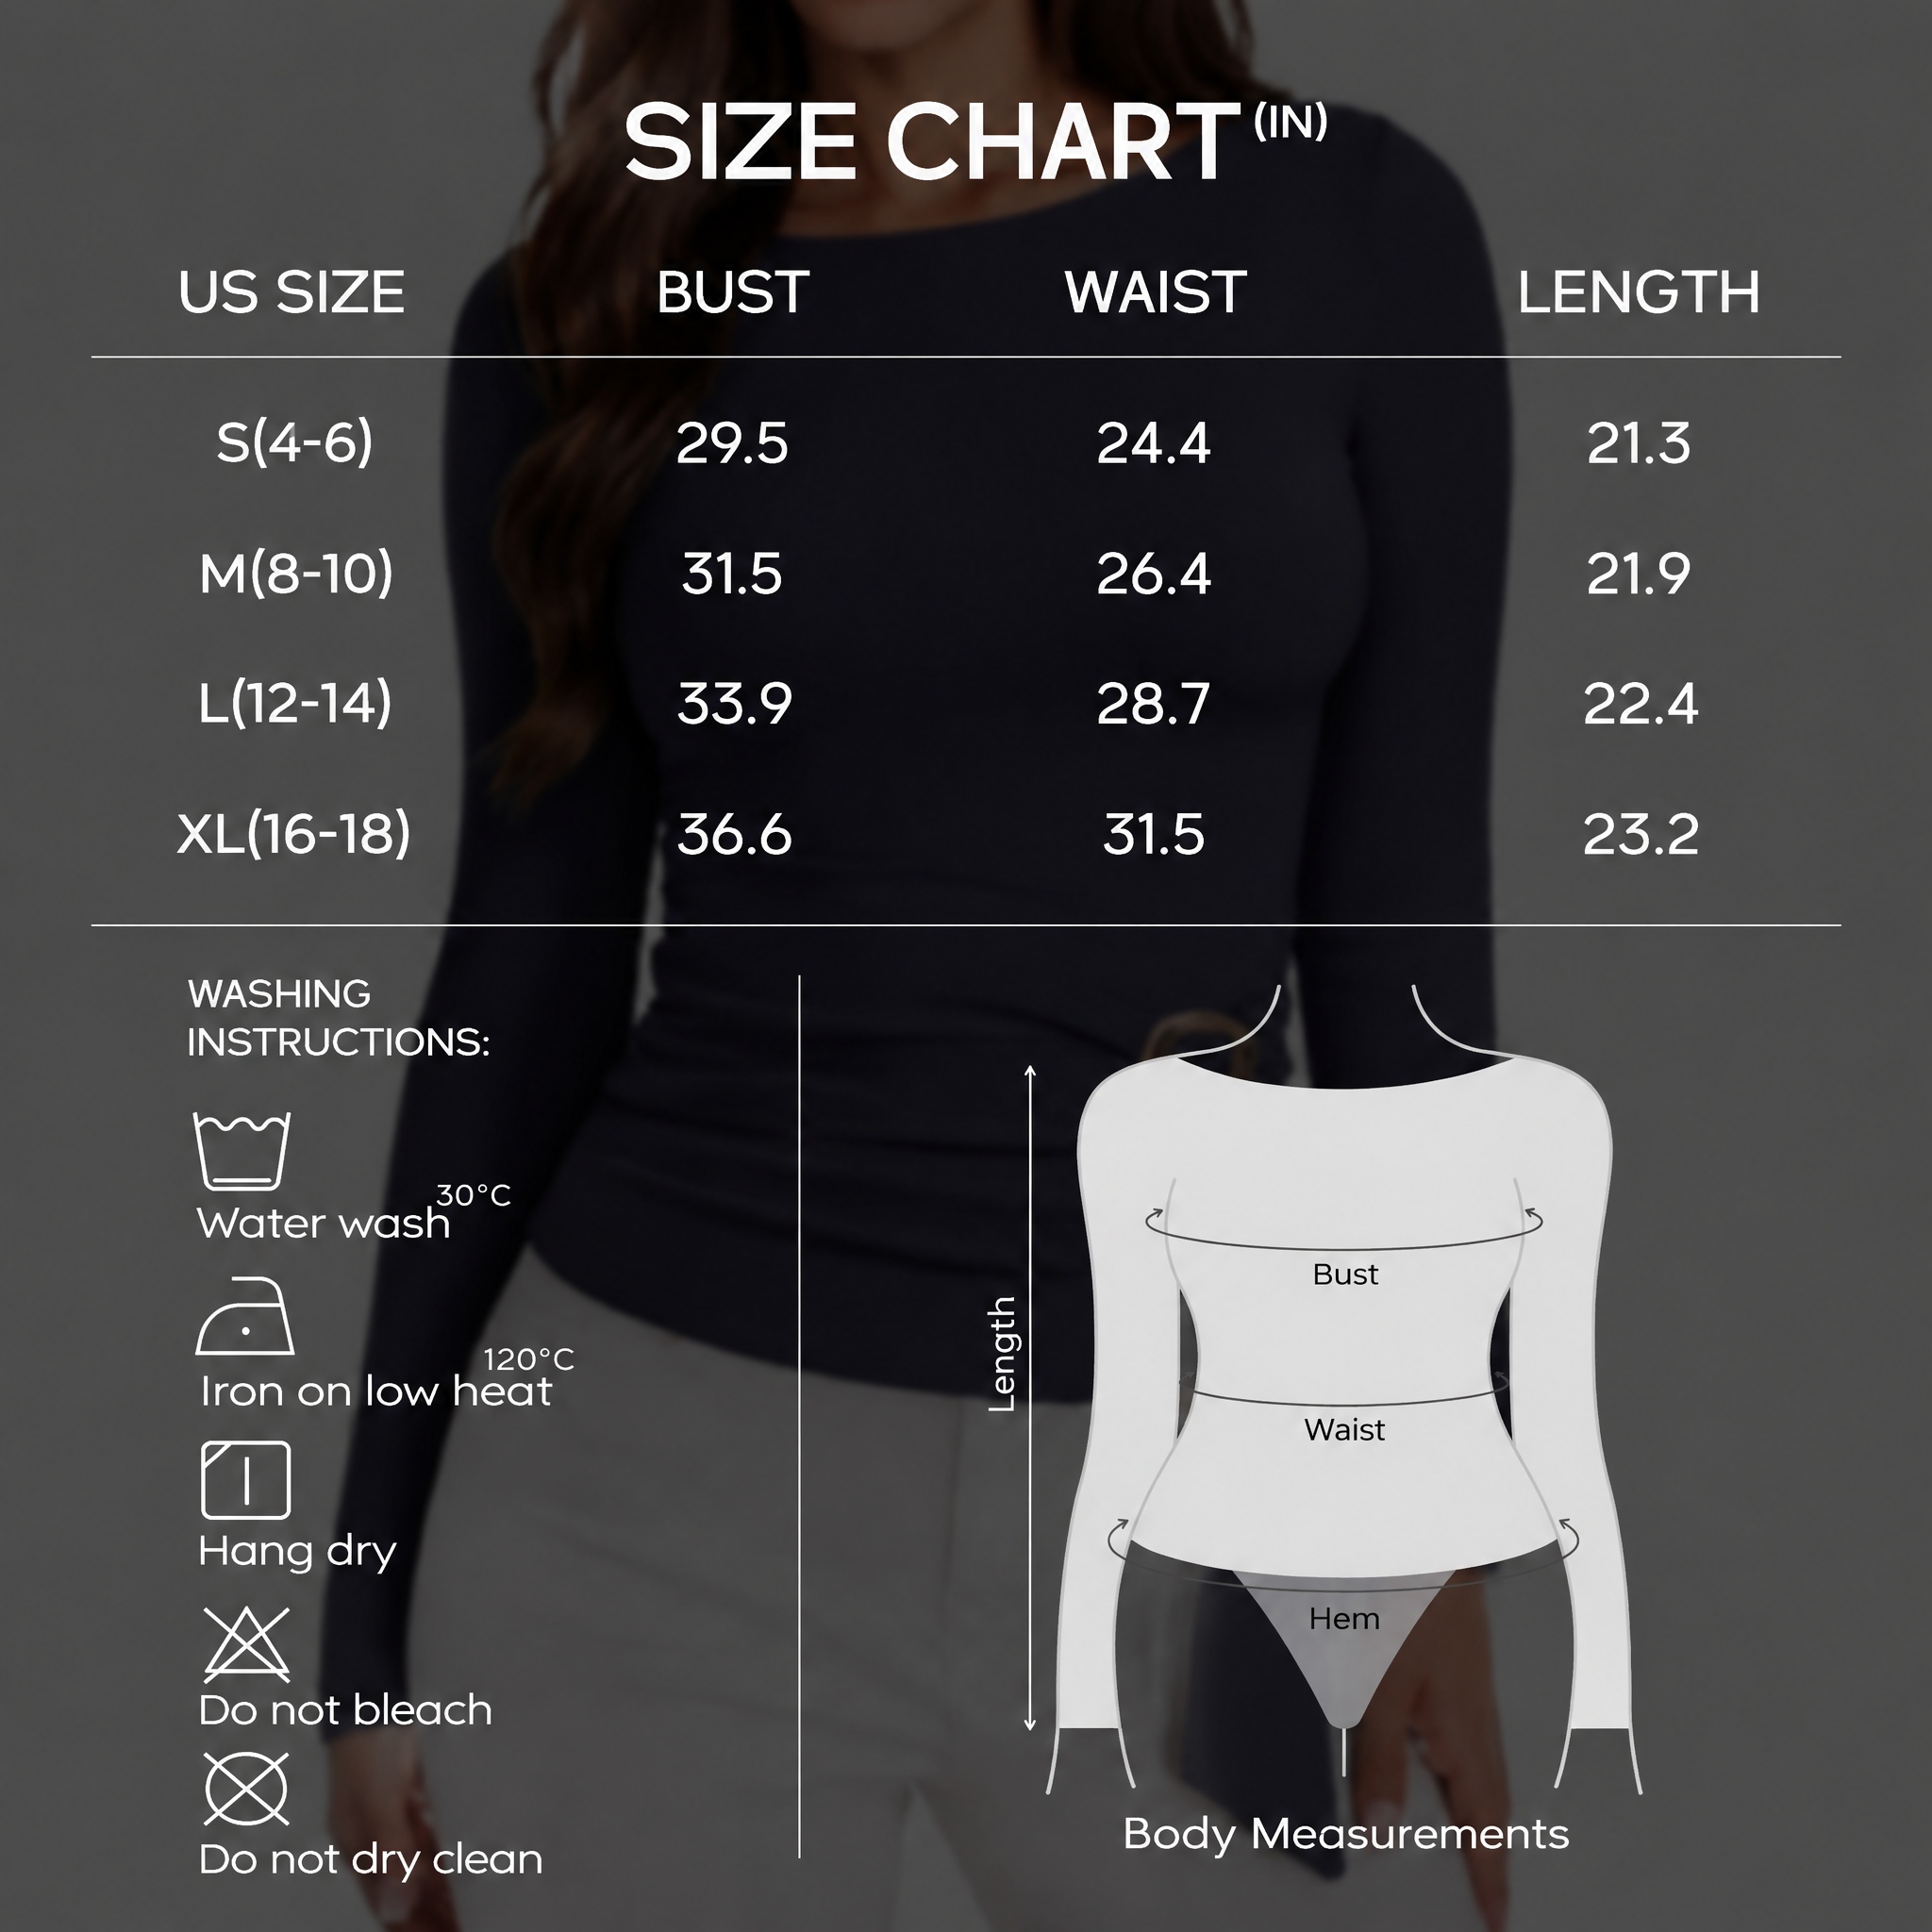 SIZE CHART (IN)
US SIZE BUST WAIST LENGTH
S(4-6) 29.5 24.4 21.3
M(8-10) 31.5 26.4 21.9
L(12-14) 33.9 28.7 22.4
XL(16-18) 36.6 31.5 23.2
WASHING
INSTRUCTIONS:
30°C
Water wash
120°C
Iron on low heat
Hang dry
Do not bleach
Do not dry clean
Length
Bust
Waist
Hem
Body Measurements